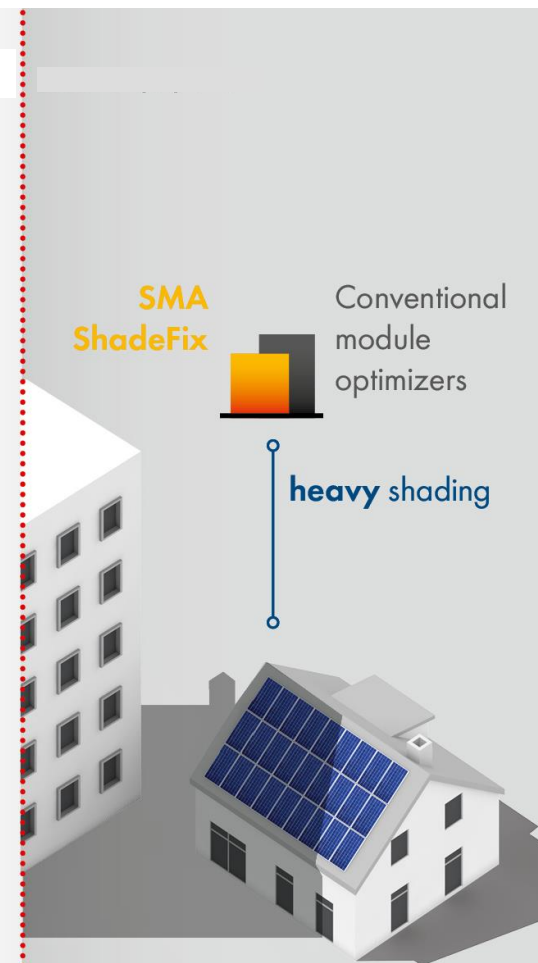 SMA
ShadeFix
Conventional
module
optimizers
heavy shading